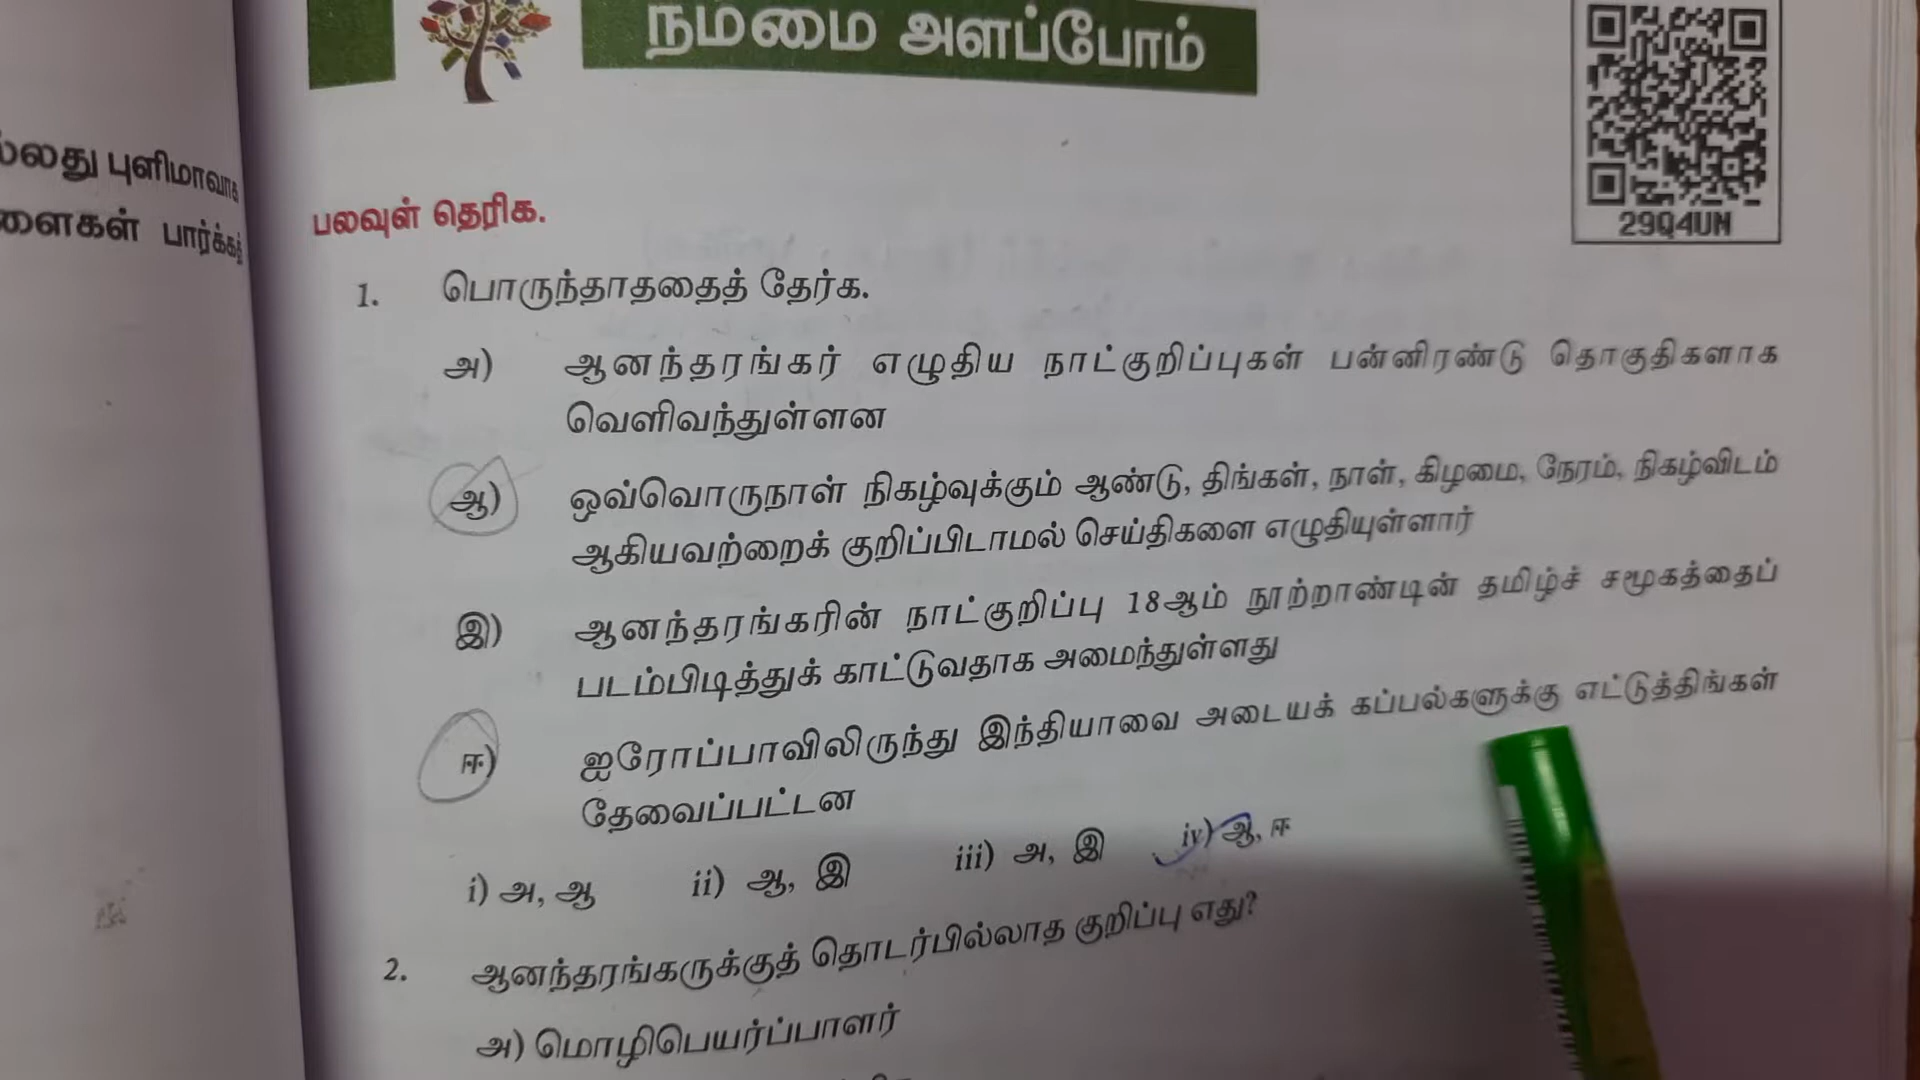 நம்மை அளப்போம்
ல்லது புளிமாவாக
ளைகள் பார்க்கத்
29Q4UN
பலவுள் தெரிக.
1. பொருந்தாததைத் தேர்க.
அ) ஆனந்தரங்கர் எழுதிய நாட்குறிப்புகள் பன்னிரண்டு தொகுதிகளாக
வெளிவந்துள்ளன
ஆ) ஒவ்வொருநாள் நிகழ்வுக்கும் ஆண்டு, திங்கள், நாள், கிழமை, நேரம், நிகழ்விடம்
ஆகியவற்றைக் குறிப்பிடாமல் செய்திகளை எழுதியுள்ளார்
இ) ஆனந்தரங்கரின் நாட்குறிப்பு 18ஆம் நூற்றாண்டின் தமிழ்ச் சமூகத்தைப்
படம்பிடித்துக் காட்டுவதாக அமைந்துள்ளது
ஈ) ஐரோப்பாவிலிருந்து இந்தியாவை அடையக் கப்பல்களுக்கு எட்டுத்திங்கள்
தேவைப்பட்டன
i) அ, ஆ ii) ஆ, இ iii) அ, இ iv) ஆ, ஈ
2. ஆனந்தரங்கருக்குத் தொடர்பில்லாத குறிப்பு எது?
அ) மொழிபெயர்ப்பாளர்